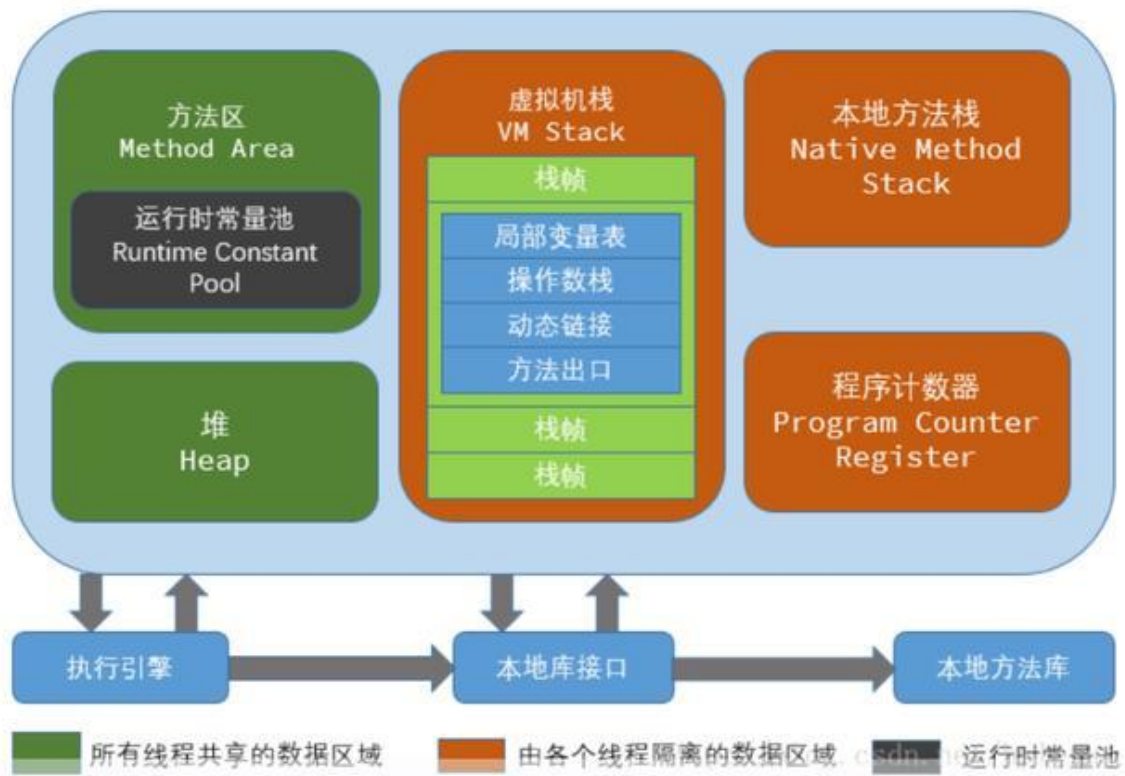 方法区
Method Area
运行时常量池
Runtime Constant
Pool
堆
Heap
虚拟机栈
VM Stack
栈帧
局部变量表
操作数栈
动态链接
方法出口
栈帧
栈帧
本地方法栈
Native Method
Stack
程序计数器
Program Counter
Register
执行引擎
本地库接口
本地方法库
所有线程共享的数据区域
由各个线程隔离的数据区域
运行时常量池